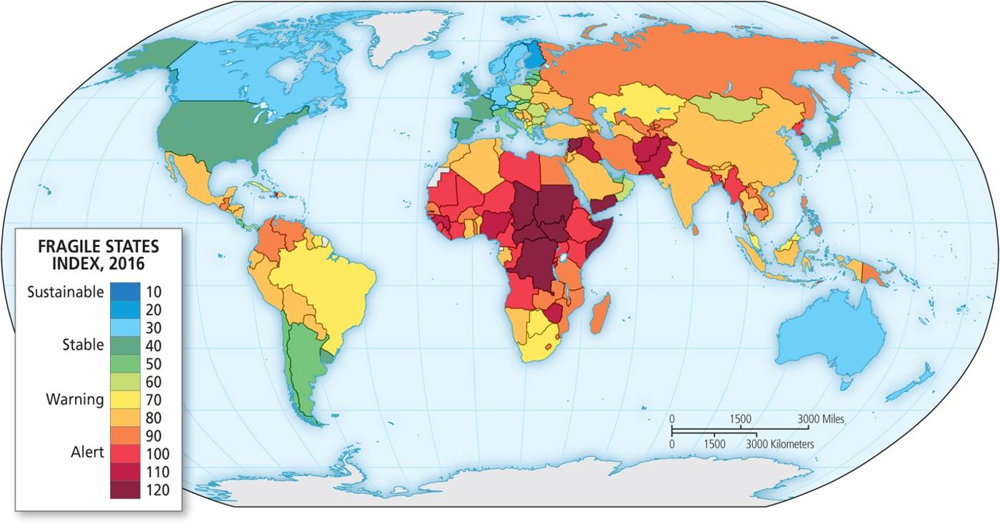 FRAGILE STATES
INDEX, 2016
Sustainable 10
20
30
Stable 40
50
60
Warning 70
80
90
Alert 100
110
120
0 1500 3000 Miles
0 1500 3000 Kilometers